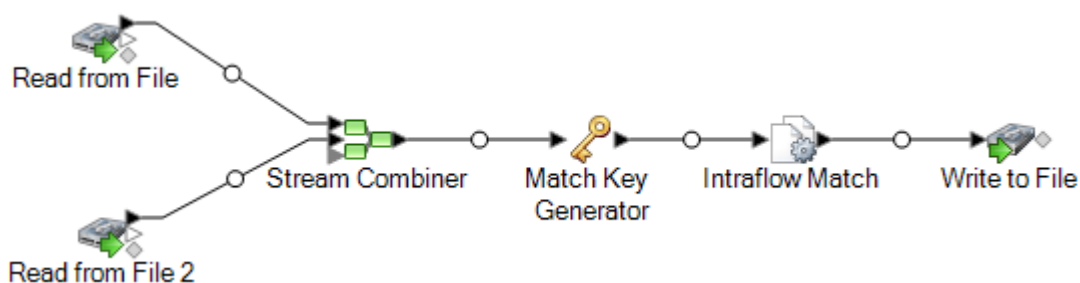 Read from File
Stream Combiner
Match Key
Generator
Intraflow Match
Write to File
Read from File 2